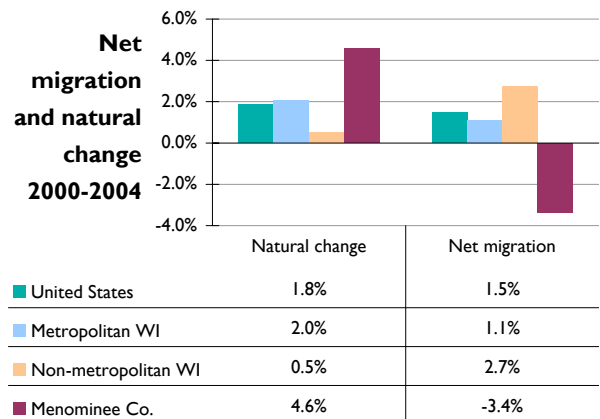 Net
migration
and natural
change
2000-2004
6.0%
4.0%
2.0%
0.0%
-2.0%
-4.0%
Natural change Net migration
United States 1.8% 1.5%
Metropolitan WI 2.0% 1.1%
Non-metropolitan WI 0.5% 2.7%
Menominee Co. 4.6% -3.4%